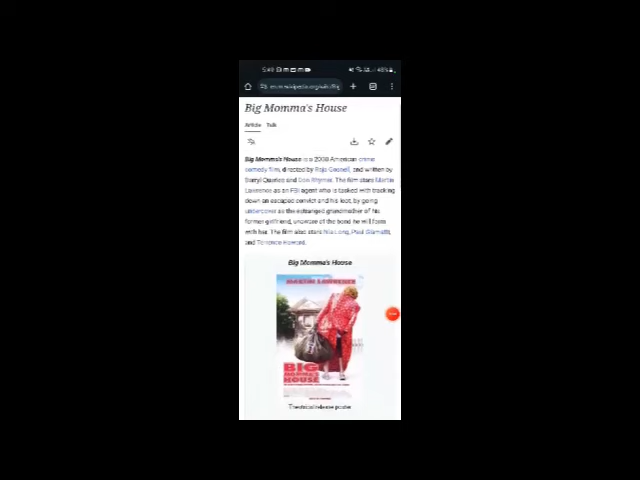 Big Momma's House
Article Talk
Big Momma's House is a 2000 American crime
comedy film, directed by Raja Gosnell, and written by
Darryl Quarles and Don Rhymer. The film stars Martin
Lawrence as an FBI agent who is tasked with tracking
down an escaped convict and his loot, by going
undercover as the estranged grandmother of his
former girlfriend, unaware of the bond he will form
with her. The film also stars Nia Long, Paul Giamatti,
and Terrence Howard.
Big Momma's House
MARTIN LAWRENCE
BIG
MOMMA'S
HOUSE
Theatrical release poster